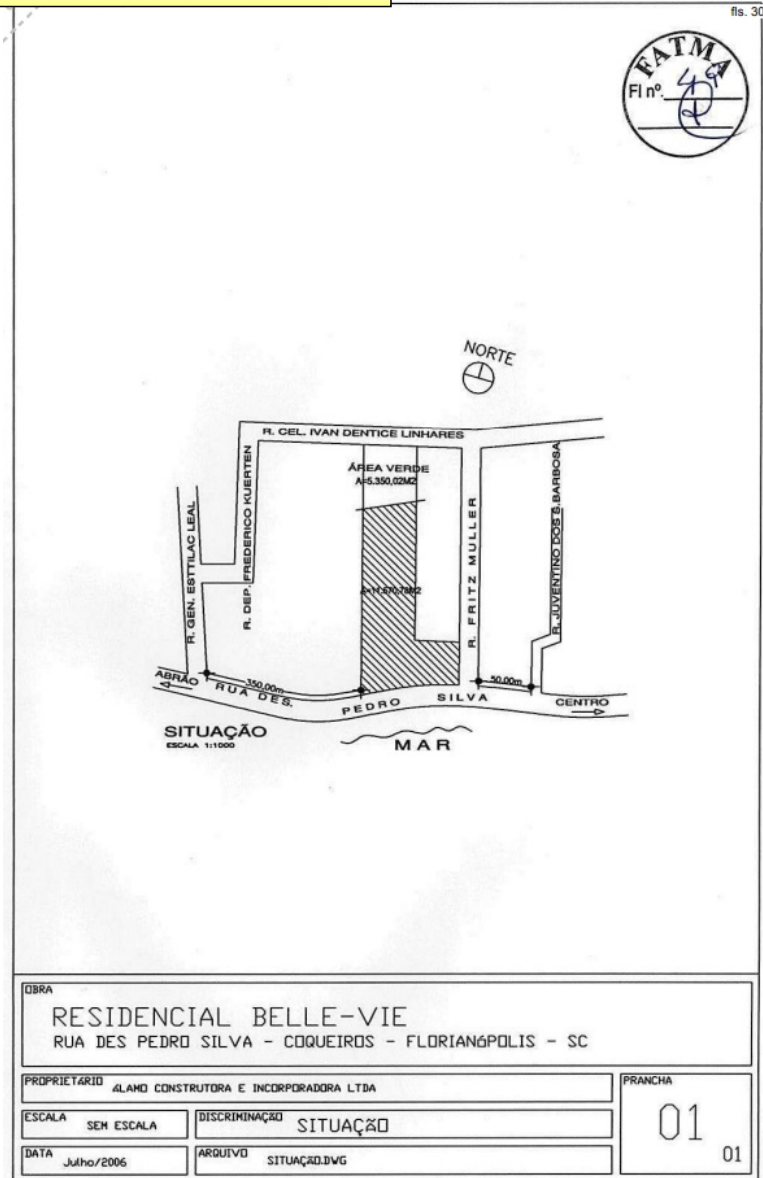 fls. 30
FATMA
Fl nº.
NORTE
R. CEL. IVAN DENTICE LINHARES
ÁREA VERDE
A=5.350,02M2
R. GEN. ESTTILAC LEAL
R. DEP. FREDERICO KUERTEN
R. FRITZ MULLER
R. JUVENTINO DOS S.BARBOSA
ABRÃO
350,00m
RUA DES. PEDRO SILVA
50,00m
CENTRO
SITUAÇÃO
ESCALA 1:1000
MAR
OBRA
RESIDENCIAL BELLE-VIE
RUA DES PEDRO SILVA - COQUEIROS - FLORIANóPOLIS - SC
PROPRIETáRIO áLAMO CONSTRUTORA E INCORPORADORA LTDA
PRANCHA
01
01
ESCALA SEM ESCALA
DISCRIMINAÇãO SITUAÇãO
DATA Julho/2006
ARQUIVO SITUAÇãO.DWG